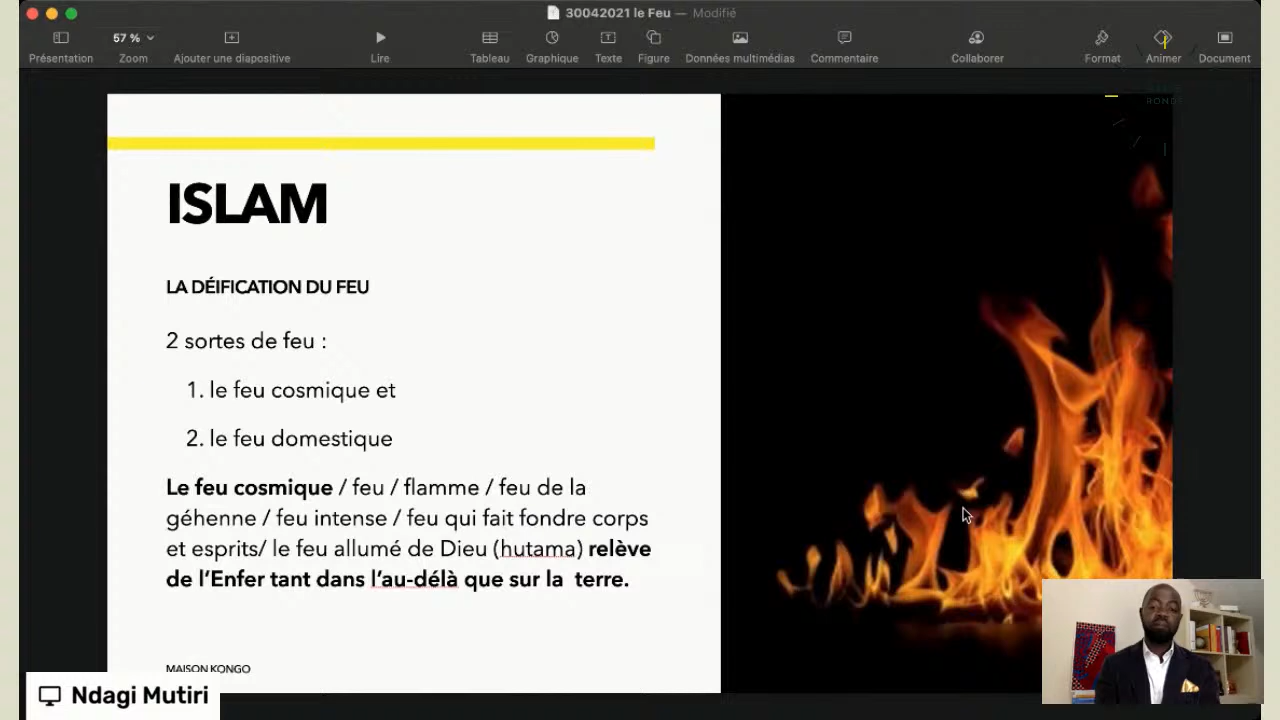 30042021 le Feu — Modifié
57 %
Présentation
Zoom
Ajouter une diapositive
Lire
Tableau
Graphique
Texte
Figure
Données multimédias
Commentaire
Collaborer
Format
Animer
Document
RONDE
ISLAM
LA DÉIFICATION DU FEU
2 sortes de feu :
1. le feu cosmique et
2. le feu domestique
Le feu cosmique / feu / flamme / feu de la
géhenne / feu intense / feu qui fait fondre corps
et esprits/ le feu allumé de Dieu (hutama) relève
de l’Enfer tant dans l’au-délà que sur la terre.
MAISON KONGO
Ndagi Mutiri